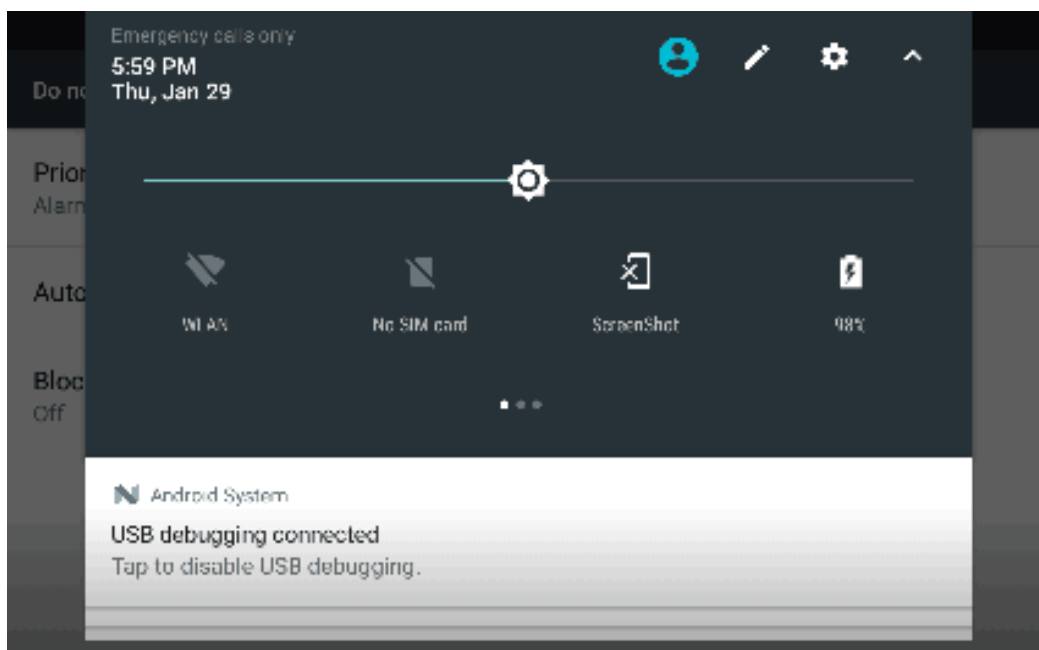 Emergency calls only
5:59 PM
Thu, Jan 29
Do no
Prior
Alarn
Auto
WLAN
No SIM card
ScreenShot
98%
Bloc
Off
Android System
USB debugging connected
Tap to disable USB debugging.